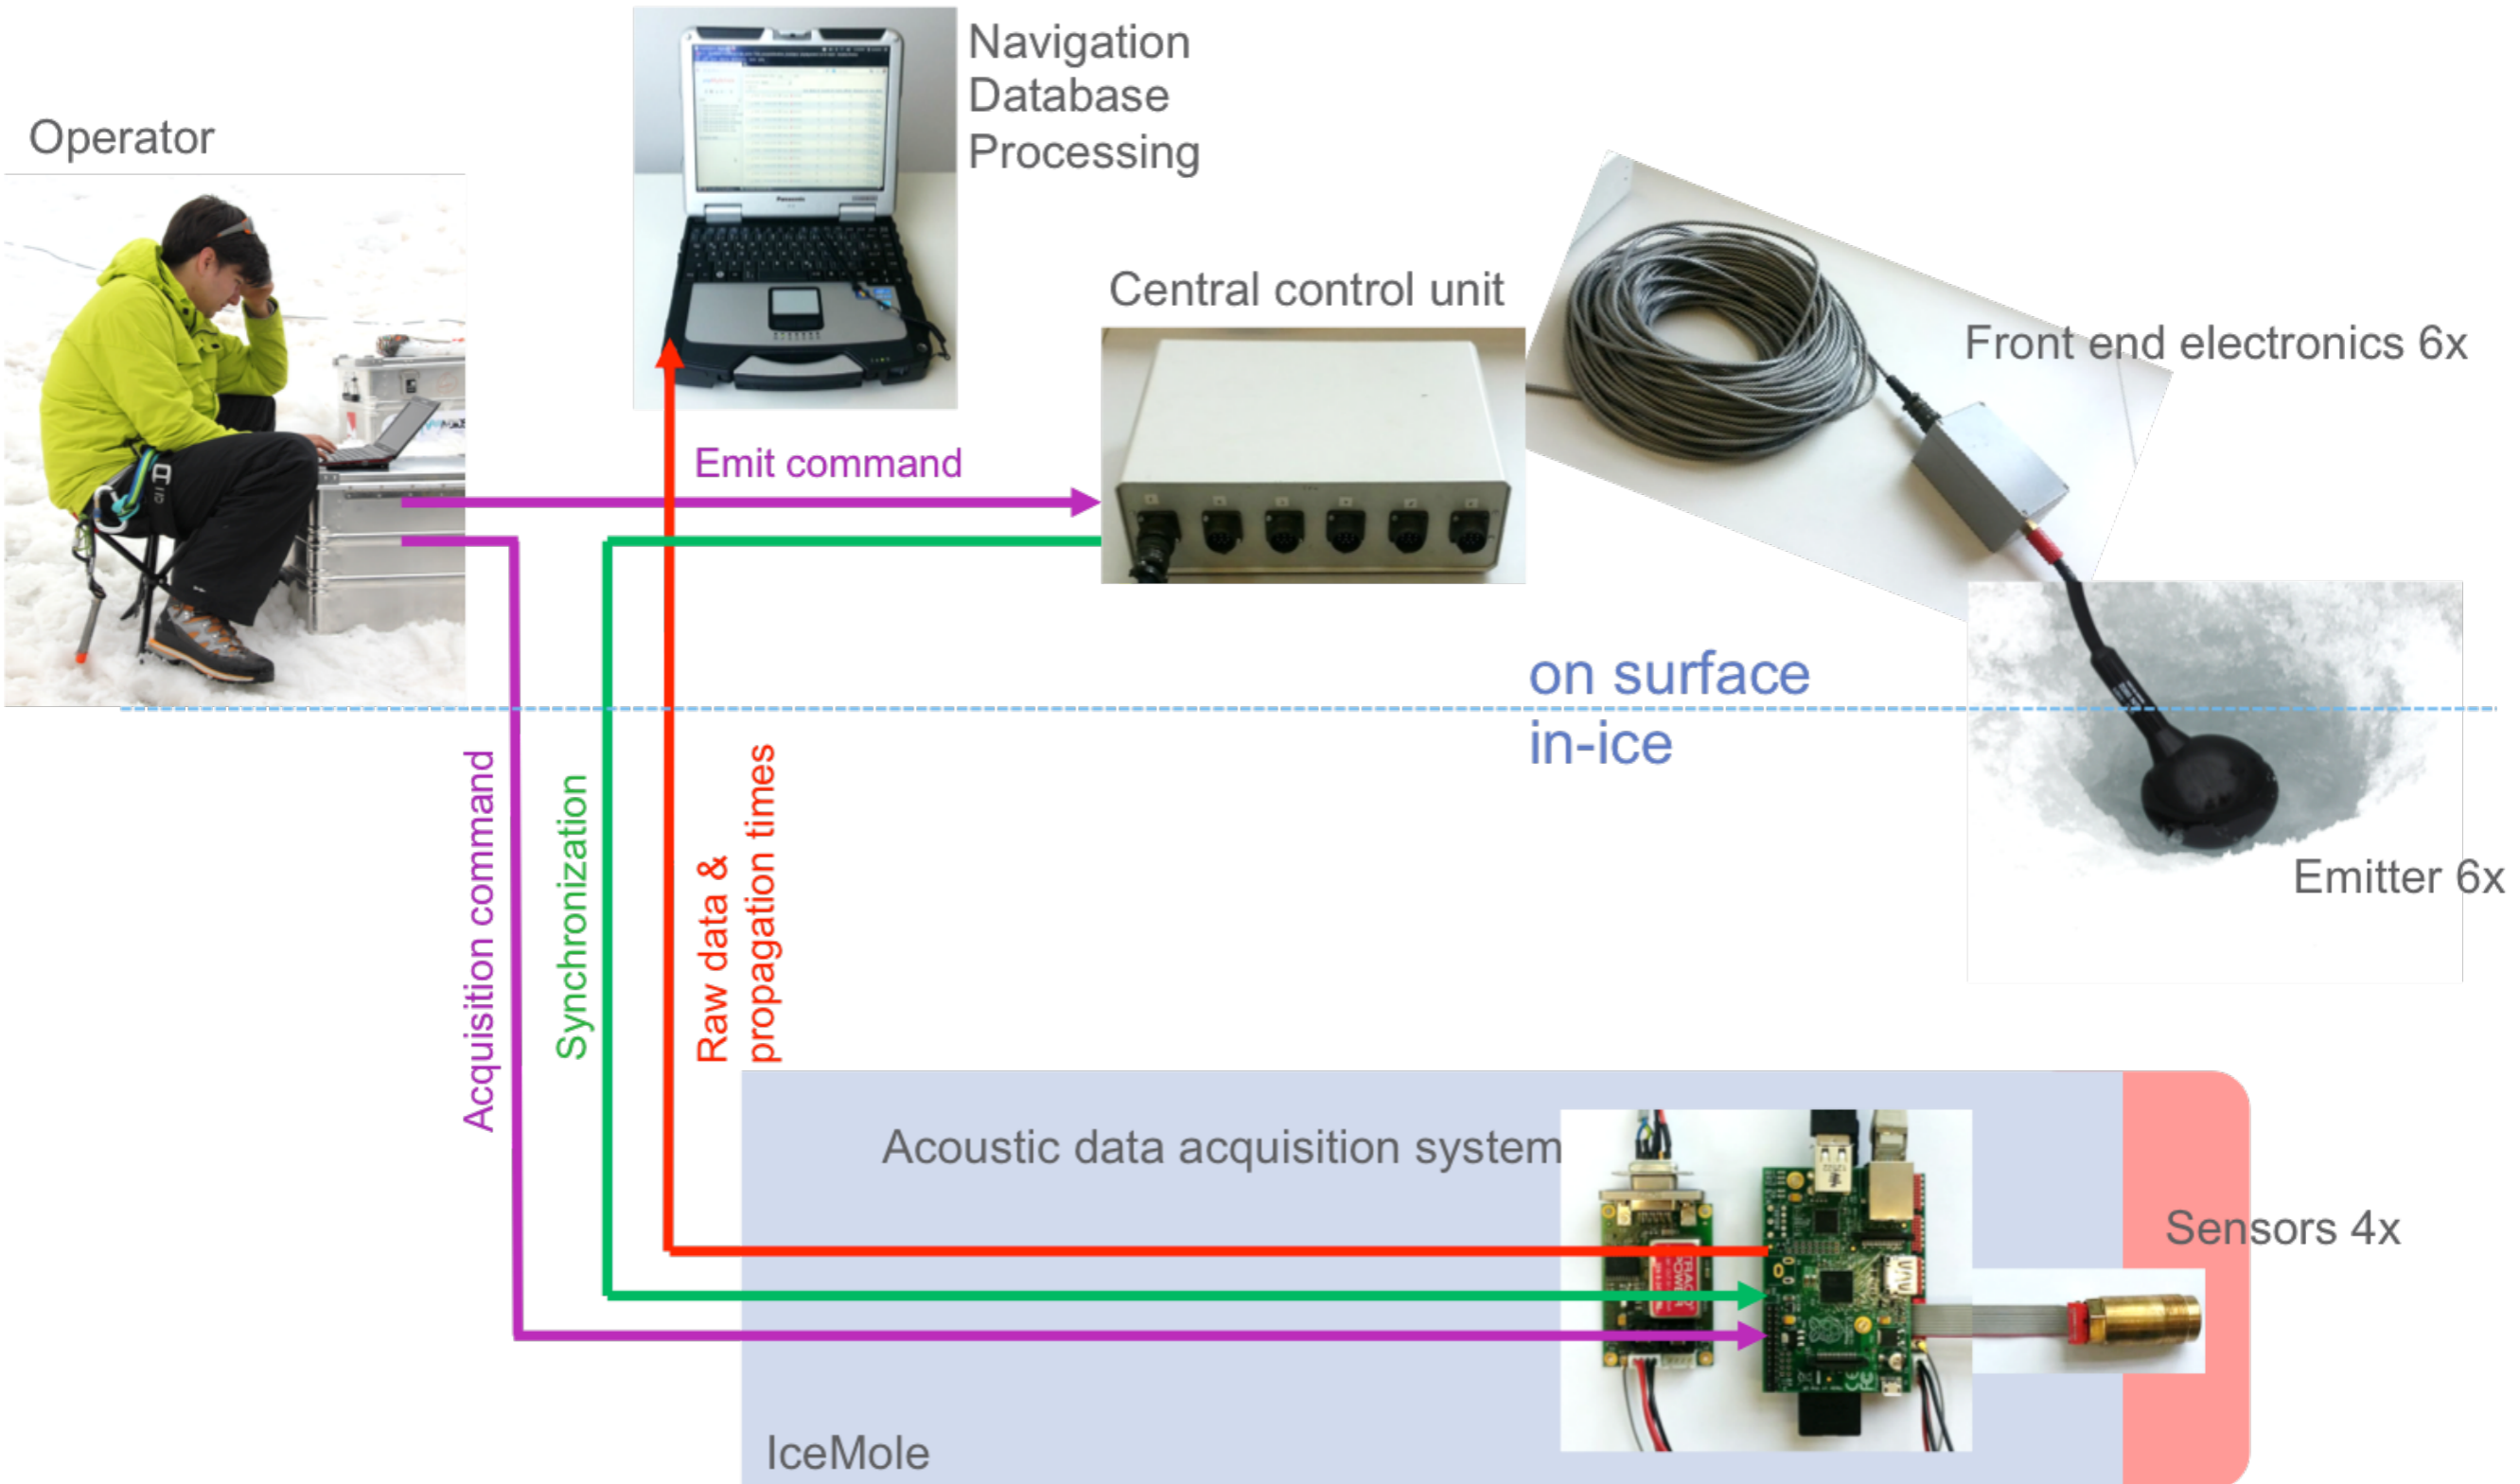 Operator
Navigation
Database
Processing
Panasonic
Central control unit
Front end electronics 6x
Emit command
on surface
in-ice
Emitter 6x
Acquisition command
Synchronization
Raw data &
propagation times
Acoustic data acquisition system
Sensors 4x
IceMole